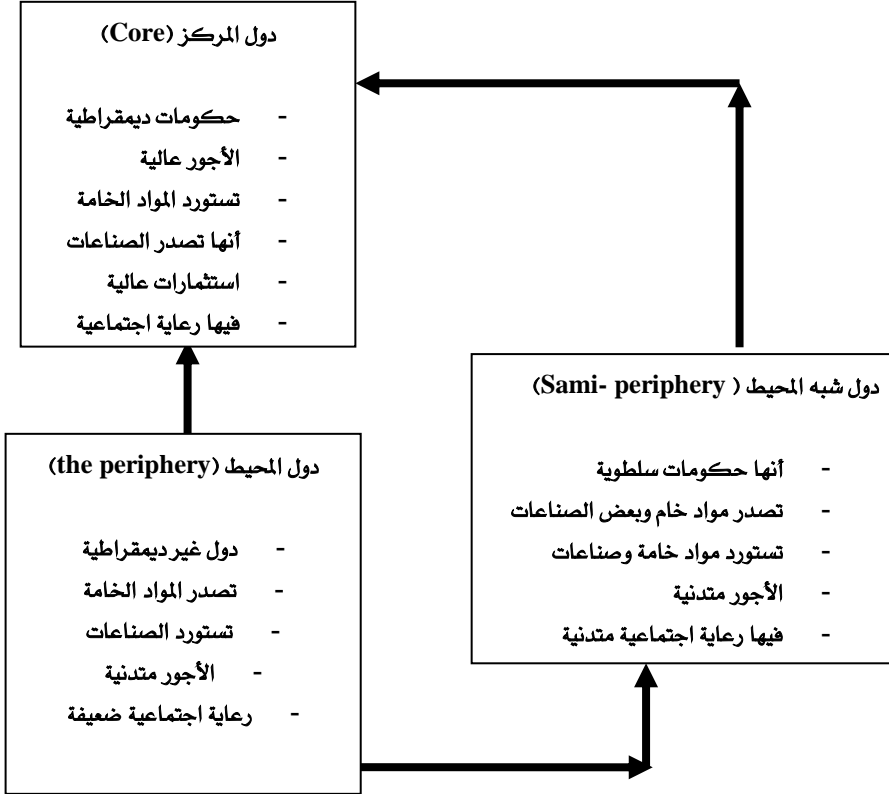 دول المركز (Core)
- حكومات ديمقراطية
- الأجور عالية
- تستورد المواد الخامة
- أنها تصدر الصناعات
- استثمارات عالية
- فيها رعاية اجتماعية
دول شبه المحيط ( Sami- periphery)
- أنها حكومات سلطوية
- تصدر مواد خام وبعض الصناعات
- تستورد مواد خامة وصناعات
- الأجور متدنية
- فيها رعاية اجتماعية متدنية
دول المحيط (the periphery)
- دول غير ديمقراطية
- تصدر المواد الخامة
- تستورد الصناعات
- الأجور متدنية
- رعاية اجتماعية ضعيفة